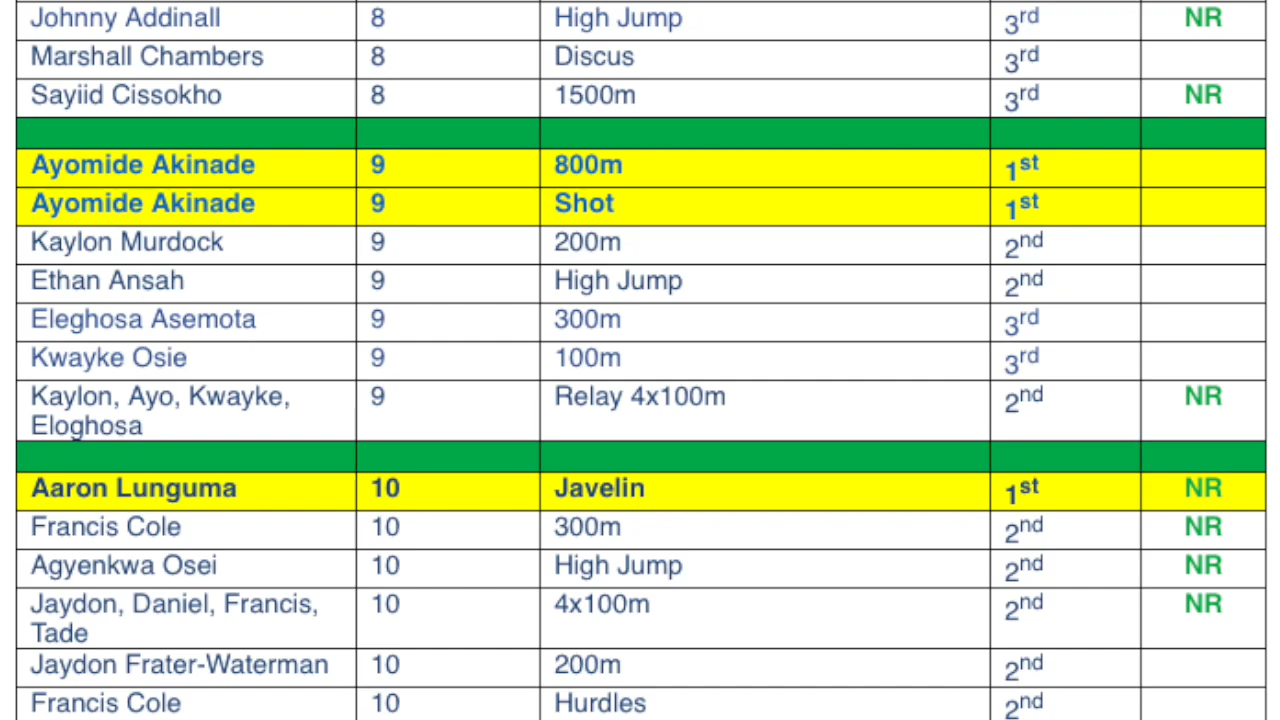 Johnny Addinall 8 High Jump 3rd NR
Marshall Chambers 8 Discus 3rd
Sayiid Cissokho 8 1500m 3rd NR
Ayomide Akinade 9 800m 1st
Ayomide Akinade 9 Shot 1st
Kaylon Murdock 9 200m 2nd
Ethan Ansah 9 High Jump 2nd
Eleghosa Asemota 9 300m 3rd
Kwayke Osie 9 100m 3rd
Kaylon, Ayo, Kwayke, 9 Relay 4x100m 2nd NR
Eloghosa
Aaron Lunguma 10 Javelin 1st NR
Francis Cole 10 300m 2nd NR
Agyenkwa Osei 10 High Jump 2nd NR
Jaydon, Daniel, Francis, 10 4x100m 2nd NR
Tade
Jaydon Frater-Waterman 10 200m 2nd
Francis Cole 10 Hurdles 2nd